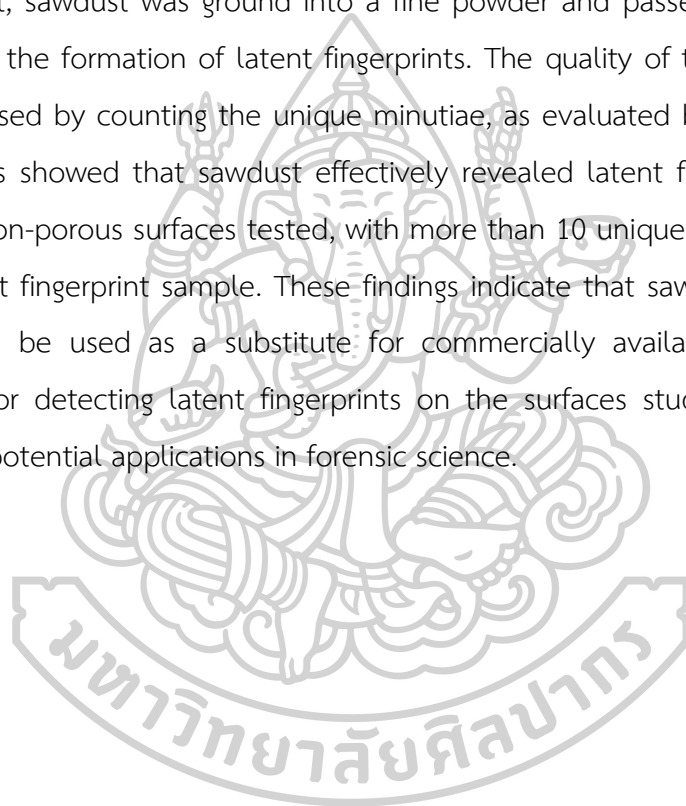 , sawdust was ground into a fine powder and passe
the formation of latent fingerprints. The quality of t
sed by counting the unique minutiae, as evaluated b
s showed that sawdust effectively revealed latent f
on-porous surfaces tested, with more than 10 unique
t fingerprint sample. These findings indicate that saw
be used as a substitute for commercially availa
or detecting latent fingerprints on the surfaces stu
potential applications in forensic science.
มหาวิทยาลัยศิลปากร